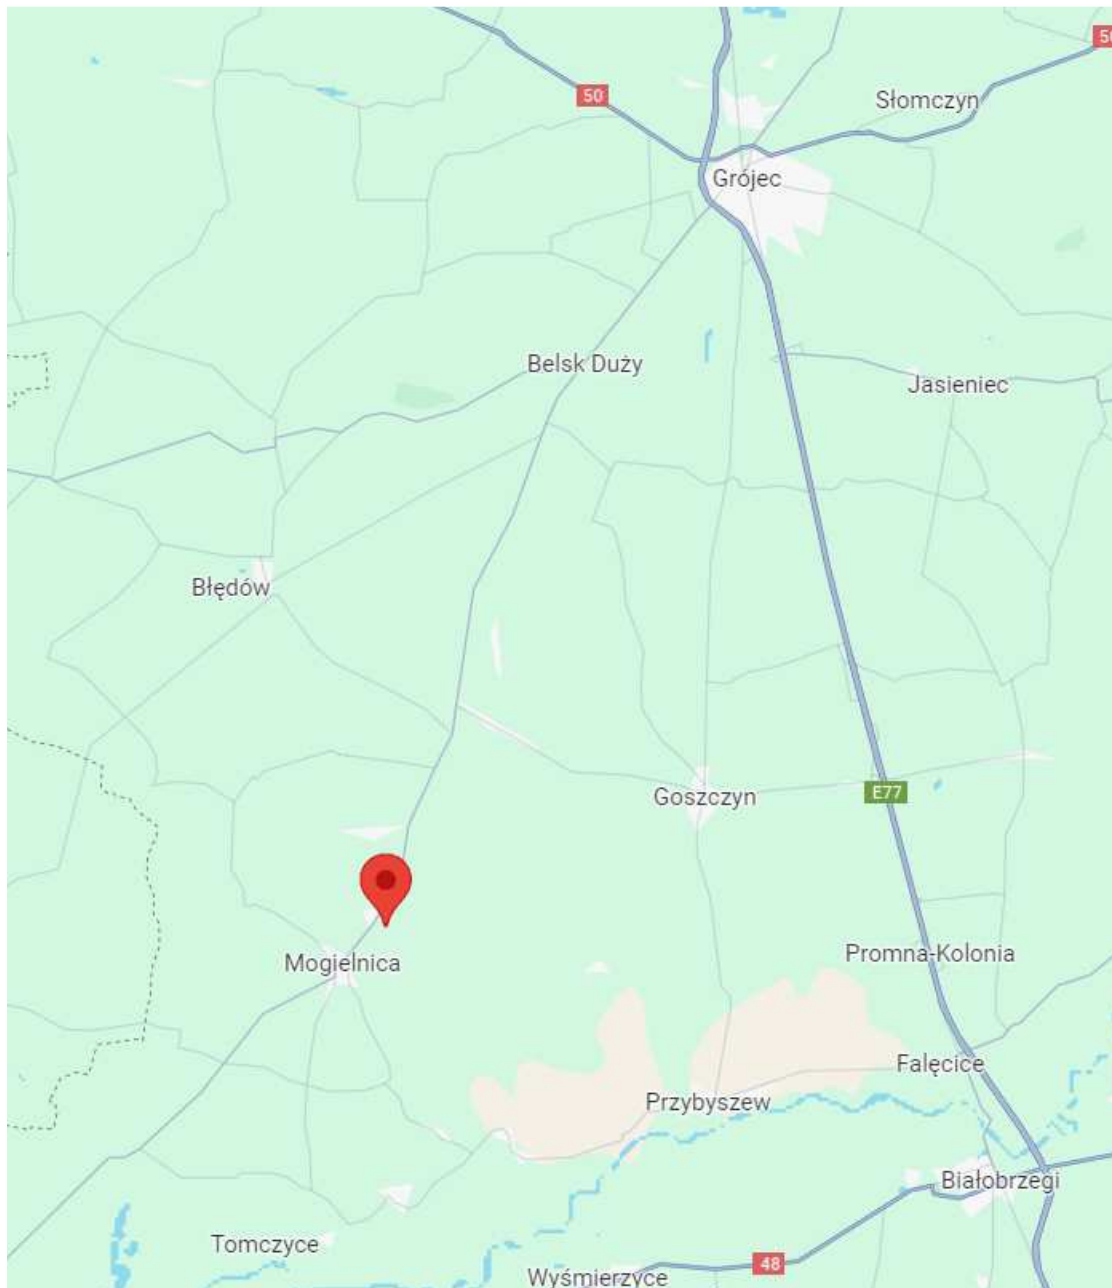 50
50
Słomczyn
Grójec
Belsk Duży
Jasieniec
Błędów
Goszczyn
E77
Mogielnica
Promna-Kolonia
Falęcice
Przybyszew
Białobrzegi
Tomczyce
48
Wyśmierzyce